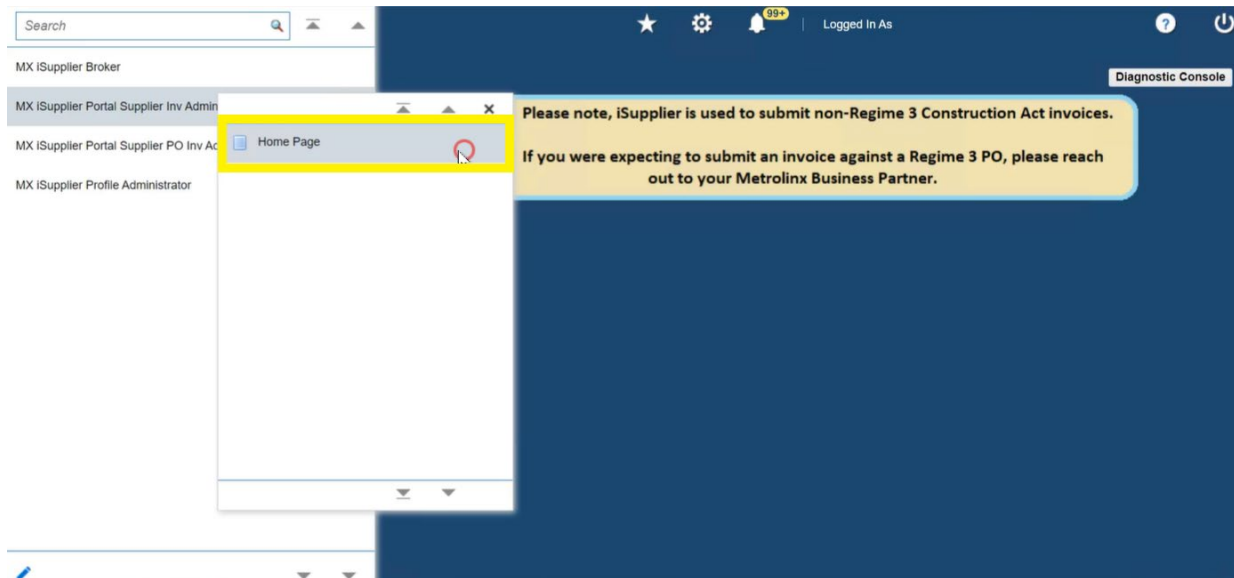 Search
99+
Logged In As
?
MX iSupplier Broker
Diagnostic Console
MX iSupplier Portal Supplier Inv Admin
Please note, iSupplier is used to submit non-Regime 3 Construction Act invoices.
MX iSupplier Portal Supplier PO Inv Ad
Home Page
If you were expecting to submit an invoice against a Regime 3 PO, please reach
out to your Metrolinx Business Partner.
MX iSupplier Profile Administrator